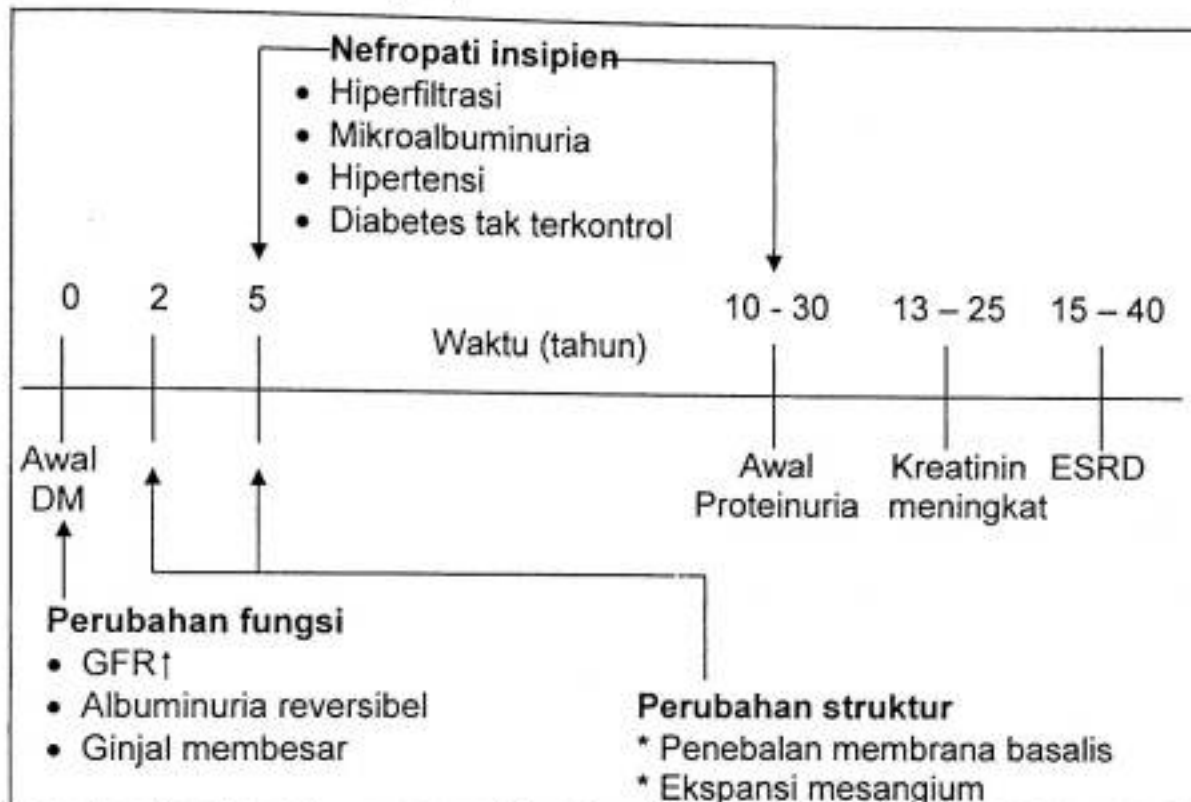 Nefropati insipien
• Hiperfiltrasi
• Mikroalbuminuria
• Hipertensi
• Diabetes tak terkontrol
0 2 5 10 - 30 13 – 25 15 – 40
Waktu (tahun)
Awal
DM
Awal
Proteinuria
Kreatinin
meningkat
ESRD
Perubahan fungsi
• GFR↑
• Albuminuria reversibel
• Ginjal membesar
Perubahan struktur
* Penebalan membrana basalis
* Ekspansi mesangium